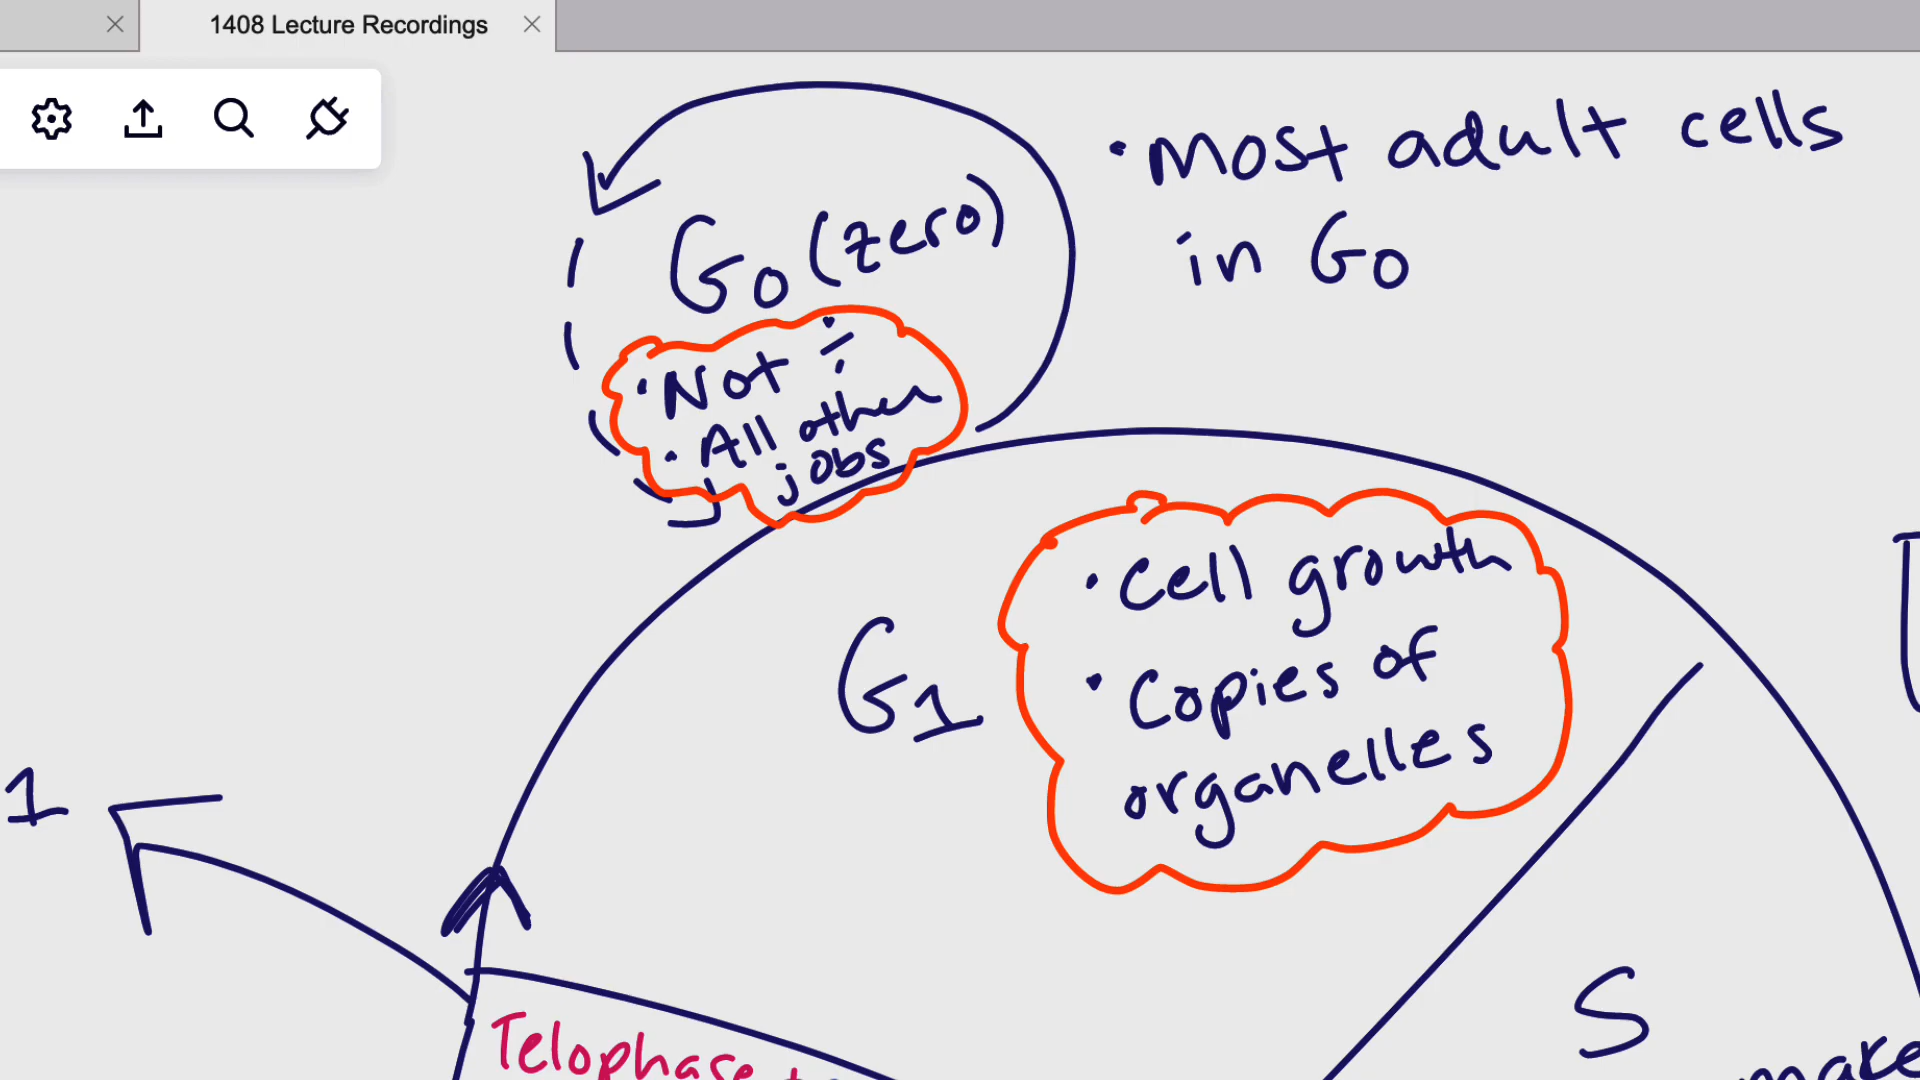 1408 Lecture Recordings
• Most adult cells
in G0
G0 (zero)
• Not ÷
• All other
jobs
• Cell growth
• Copies of
organelles
G1
1
S
make
Telophase